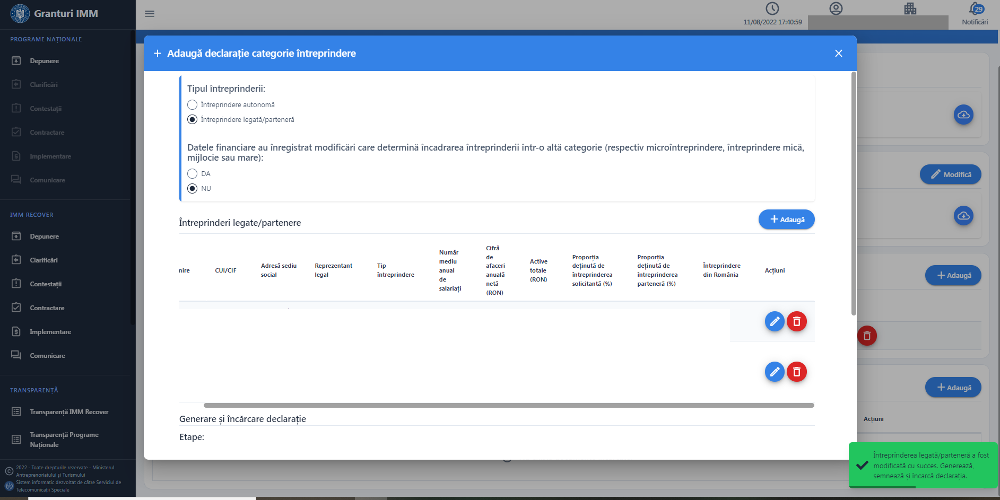 Granturi IMM
11/08/2022 17:40:59
29
Notificări
PROGRAME NAȚIONALE
Depunere
Clarificări
Contestații
Contractare
Implementare
Comunicare
IMM RECOVER
Depunere
Clarificări
Contestații
Contractare
Implementare
Comunicare
TRANSPARENȚĂ
Transparență IMM Recover
Transparență Programe
Naționale
2022 - Toate drepturile rezervate - Ministerul
Antreprenoriatului și Turismului
Sistem informatic dezvoltat de către Serviciul de
Telecomunicații Speciale
+ Adaugă declarație categorie întreprindere
Tipul întreprinderii:
Întreprindere autonomă
Întreprindere legată/parteneră
Datele financiare au înregistrat modificări care determină încadrarea întreprinderii într-o altă categorie (respectiv microîntreprindere, întreprindere mică,
mijlocie sau mare):
DA
NU
Întreprinderi legate/partenere
+ Adaugă
mire
CUI/CIF
Adresă sediu
social
Reprezentant
legal
Tip
întreprindere
Număr
mediu
anual
de
salariați
Cifră
de
afaceri
anuală
netă
(RON)
Active
totale
(RON)
Proporția
deținută de
întreprinderea
solicitantă (%)
Proporția
deținută de
întreprinderea
parteneră (%)
Întreprindere
din România
Acțiuni
Generare și încărcare declarație
Etape:
Modifică
+ Adaugă
+ Adaugă
Acțiuni
Întreprinderea legată/parteneră a fost
modificată cu succes. Generează,
semnează și încarcă declarația.